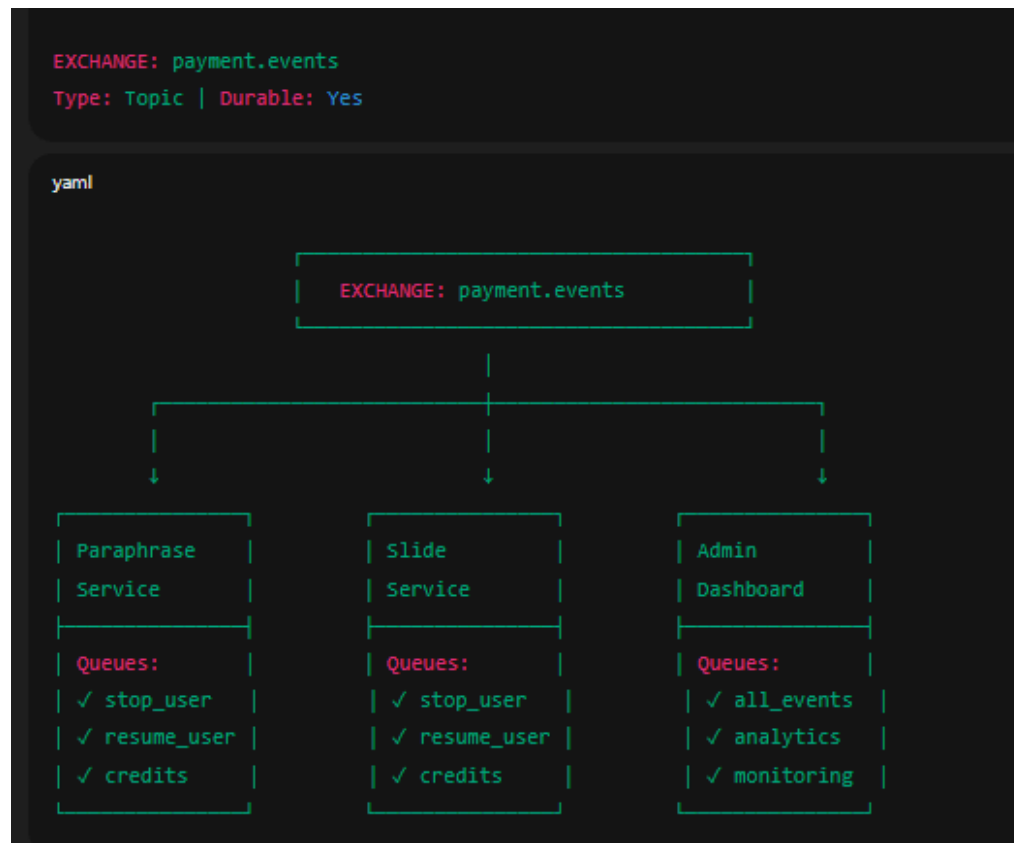 EXCHANGE: payment.events
Type: Topic | Durable: Yes
yaml
EXCHANGE: payment.events
Paraphrase Slide Admin
Service Service Dashboard
Queues: Queues: Queues:
✓ stop_user ✓ stop_user ✓ all_events
✓ resume_user ✓ resume_user ✓ analytics
✓ credits ✓ credits ✓ monitoring